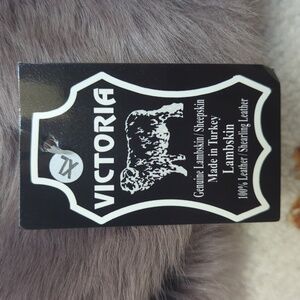 VICTORIA
XL
Genuine Lambskin / Sheepskin
Made in Turkey
Lambskin
100% Leather / Shearling Leather